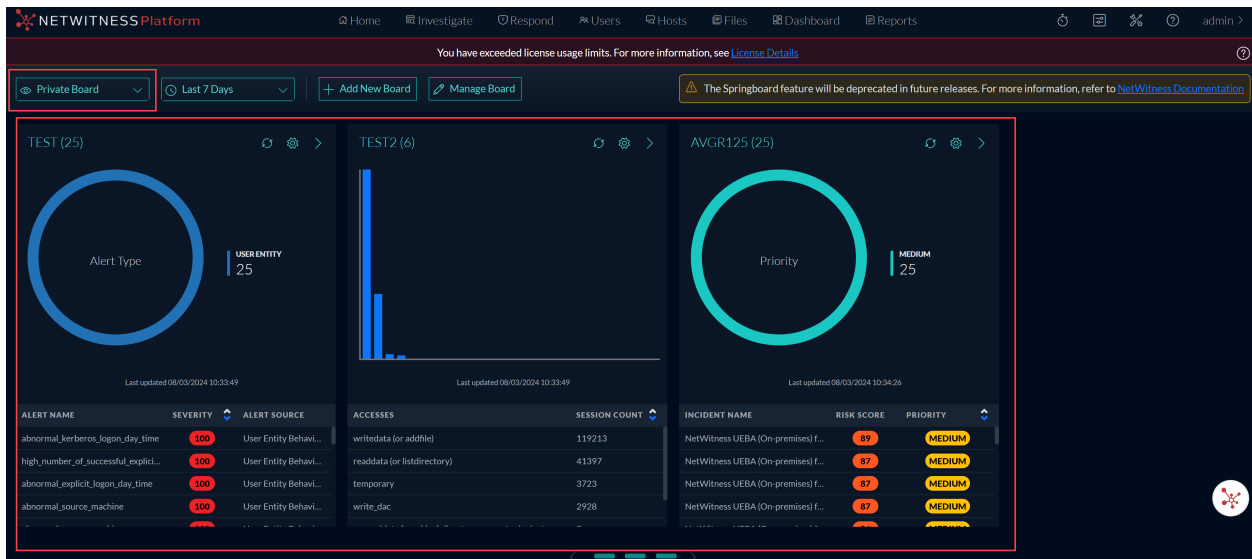 NETWITNESS Platform
Home Investigate Respond Users Hosts Files Dashboard Reports admin >
You have exceeded license usage limits. For more information, see License Details
Private Board Last 7 Days + Add New Board Manage Board The Springboard feature will be deprecated in future releases. For more information, refer to NetWitness Documentation
TEST (25)
Alert Type
USER ENTITY
25
Last updated 08/03/2024 10:33:49
ALERT NAME SEVERITY ALERT SOURCE
abnormal_kerberos_logon_day_time 100 User Entity Behavi...
high_number_of_successful_explici... 100 User Entity Behavi...
abnormal_explicit_logon_day_time 100 User Entity Behavi...
abnormal_source_machine 100 User Entity Behavi...
TEST2 (6)
Last updated 08/03/2024 10:33:49
ACCESSES SESSION COUNT
writedata (or addfile) 119213
readdata (or listdirectory) 41397
temporary 3723
write_dac 2928
AVGR125 (25)
Priority
MEDIUM
25
Last updated 08/03/2024 10:34:26
INCIDENT NAME RISK SCORE PRIORITY
NetWitness UEBA (On-premises) f... 89 MEDIUM
NetWitness UEBA (On-premises) f... 87 MEDIUM
NetWitness UEBA (On-premises) f... 87 MEDIUM
NetWitness UEBA (On-premises) f... 87 MEDIUM